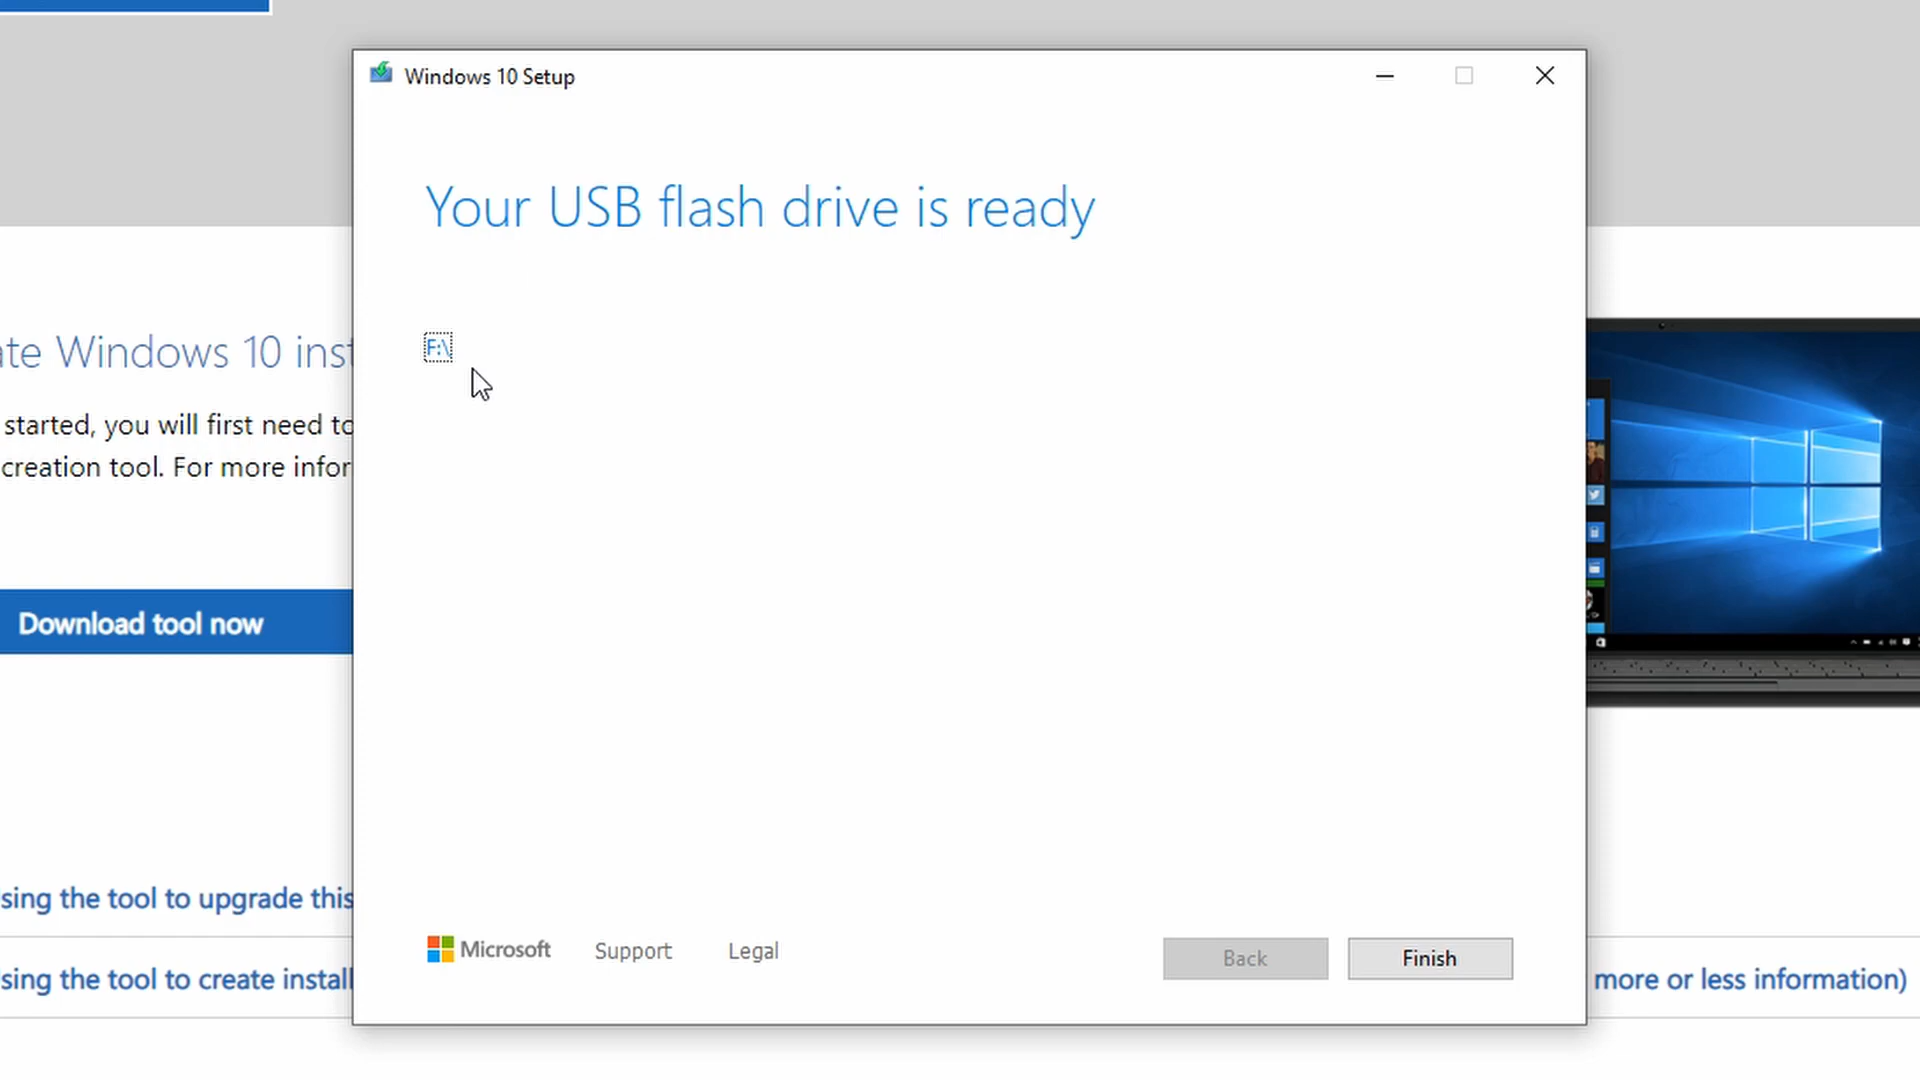 Windows 10 Setup
Your USB flash drive is ready
F:\
ate Windows 10 inst
started, you will first need to
creation tool. For more infor
Download tool now
sing the tool to upgrade this
sing the tool to create install
more or less information)
Microsoft
Support
Legal
Back
Finish